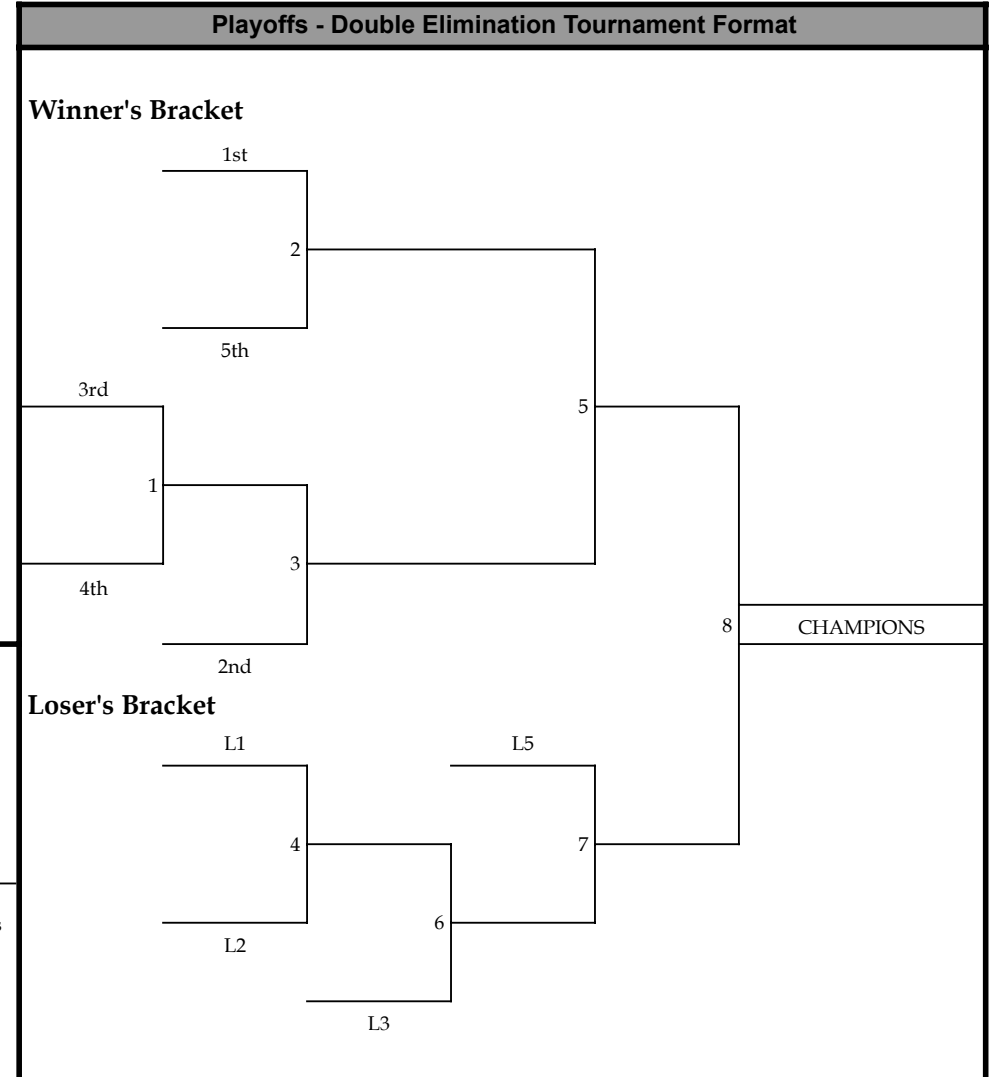 Playoffs - Double Elimination Tournament Format
Winner's Bracket
1st
2
5th
3rd
5
1
3
4th
8
CHAMPIONS
2nd
Loser's Bracket
L1
L5
4
7
6
L2
L3